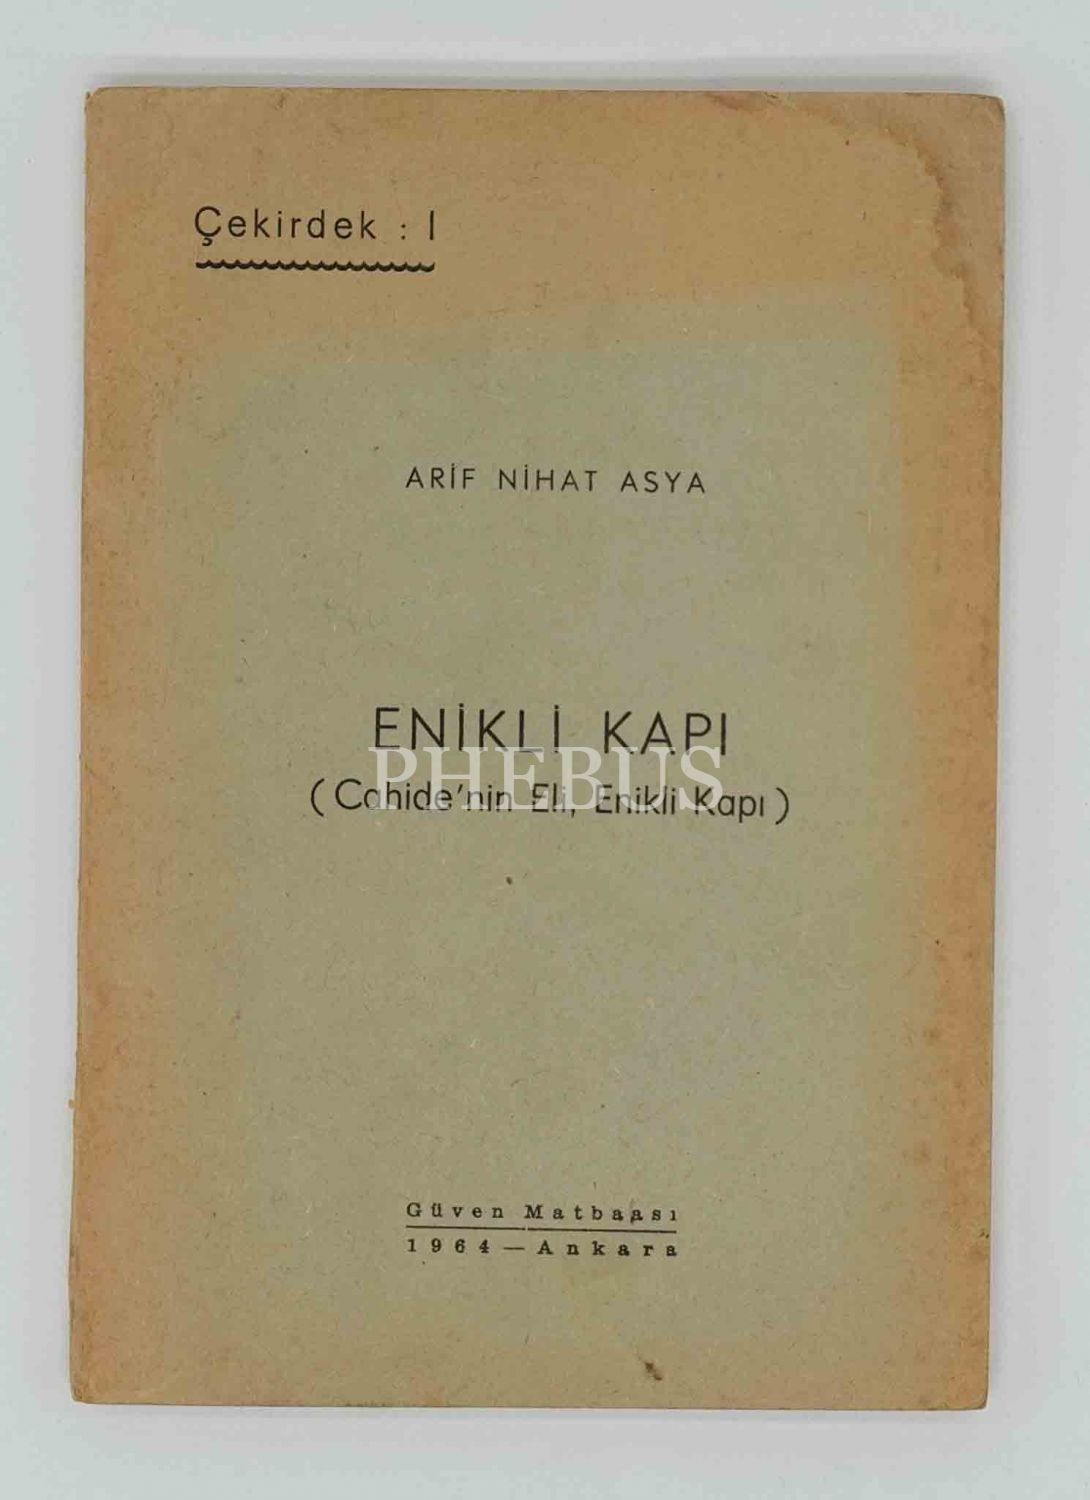 Çekirdek : I
ARİF NİHAT ASYA
ENİKLİ KAPI
PHEBUS
(Cahide'nin Eli, Enikli Kapı)
Güven Matbaası
1964 — Ankara